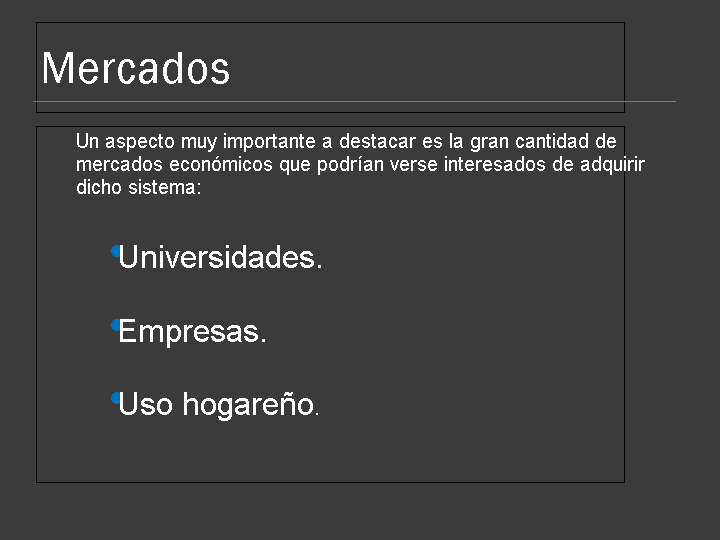 Mercados
Un aspecto muy importante a destacar es la gran cantidad de
mercados económicos que podrían verse interesados de adquirir
dicho sistema:
•Universidades.
•Empresas.
•Uso hogareño.